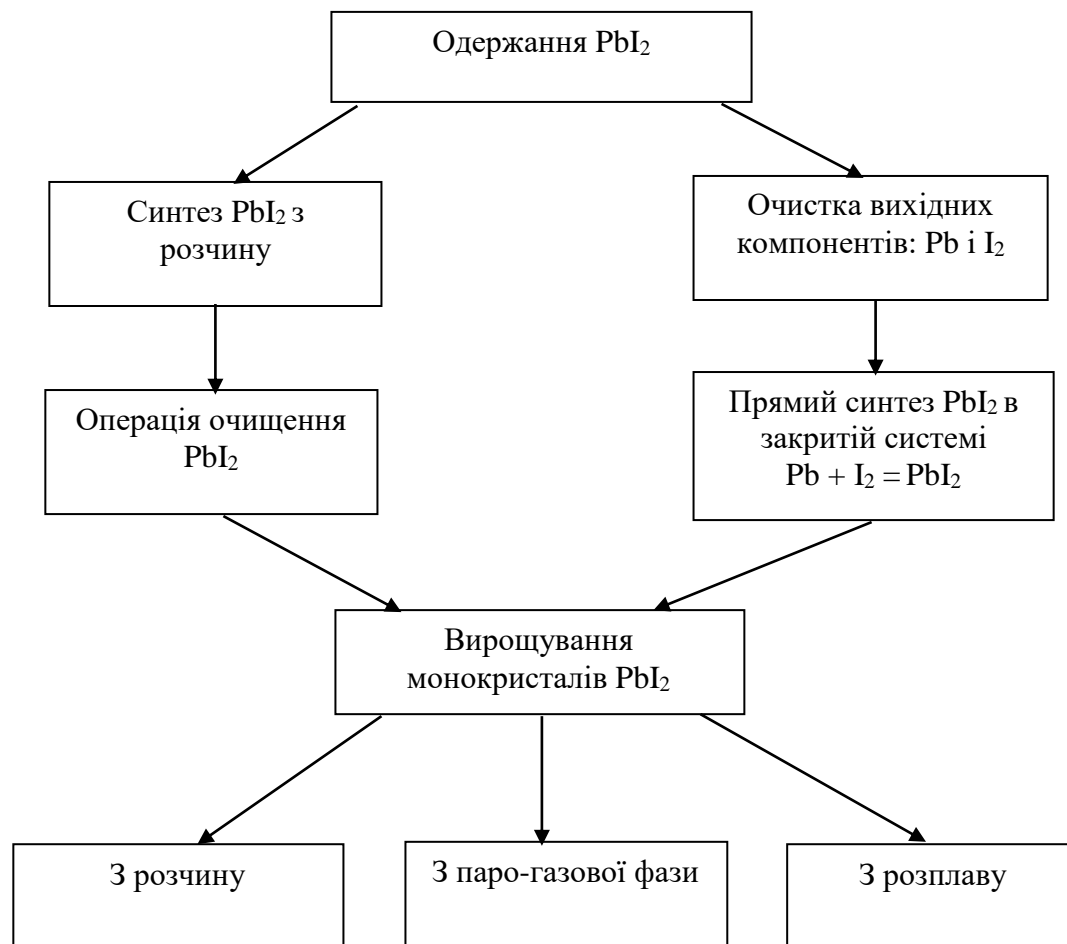 Одержання PbI₂
Синтез PbI₂ з
розчину
Очистка вихідних
компонентів: Pb і I₂
Операція очищення
PbI₂
Прямий синтез PbI₂ в
закритій системі
Pb + I₂ = PbI₂
Вирощування
монокристалів PbI₂
З розчину
З паро-газової фази
З розплаву